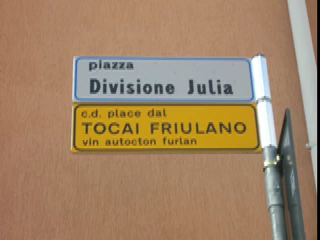 piazza
Divisione Julia
c.d. place dal
TOCAI FRIULANO
vin autocton furlan